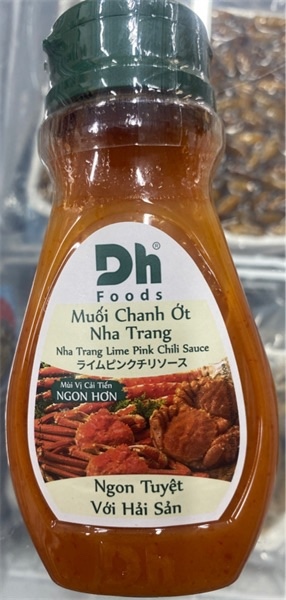 Dh®
Foods
Muối Chanh Ớt
Nha Trang
Nha Trang Lime Pink Chili Sauce
ライムピンクチリソース
Mùi Vị Cải Tiến
NGON HƠN
Ngon Tuyệt
Với Hải Sản